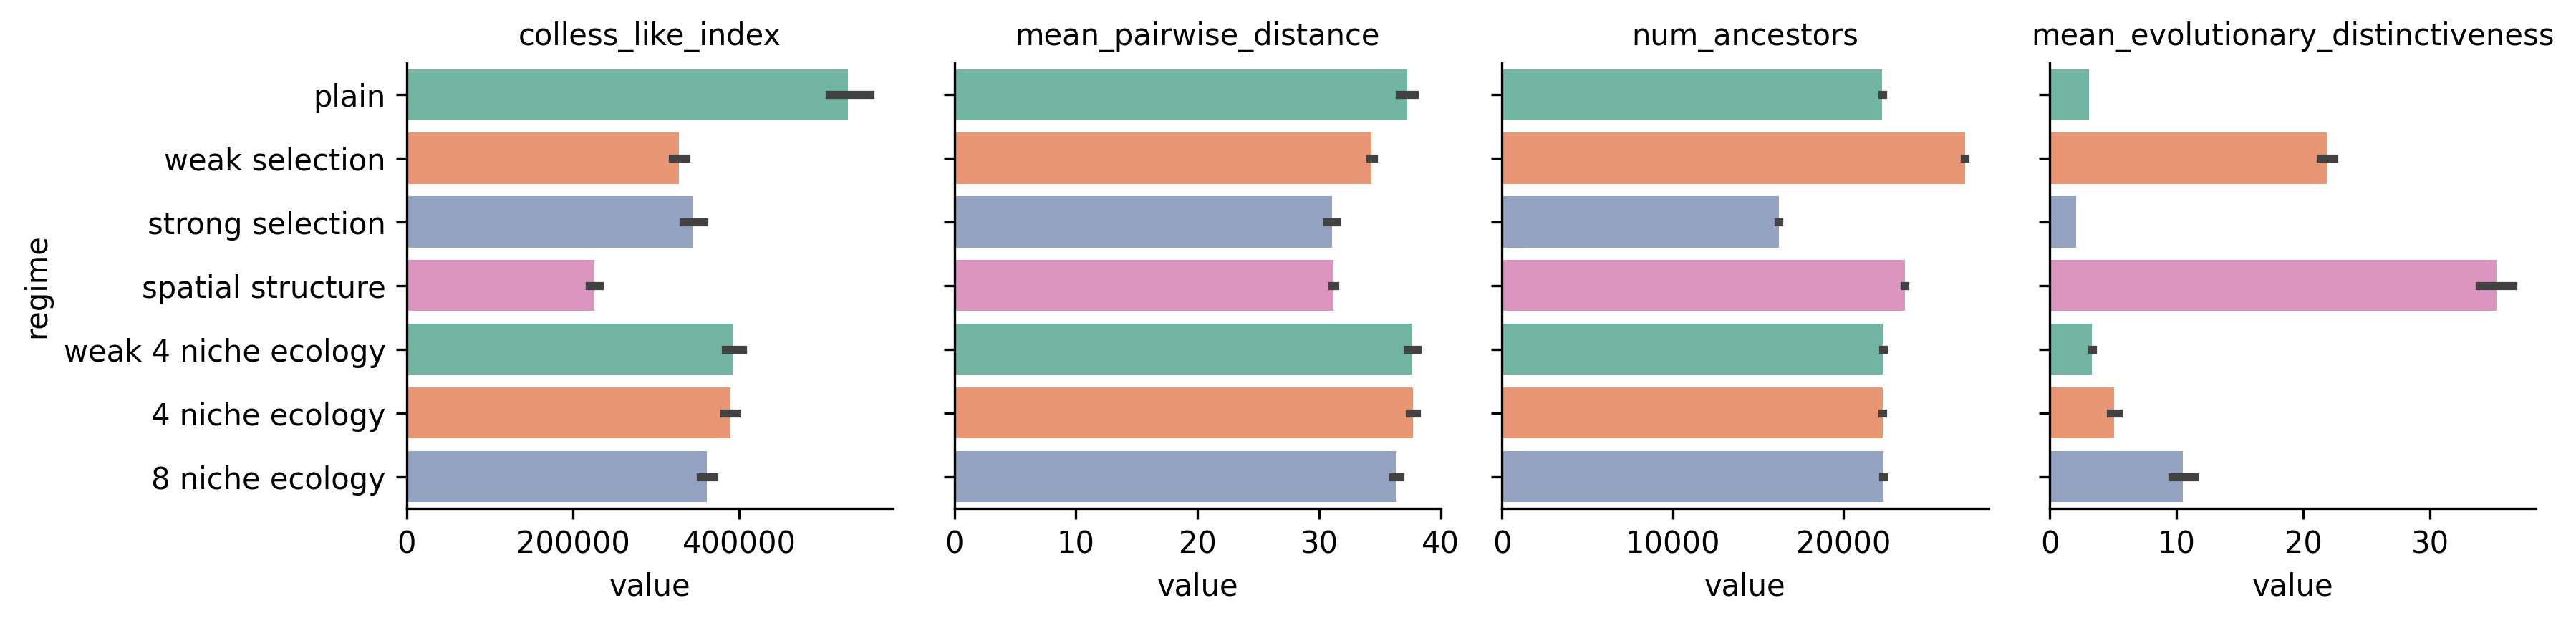 colless_like_index
mean_pairwise_distance
num_ancestors
mean_evolutionary_distinctiveness
regime
plain
weak selection
strong selection
spatial structure
weak 4 niche ecology
4 niche ecology
8 niche ecology
0 200000 400000
0 10 20 30 40
0 10000 20000
0 10 20 30
value
value
value
value